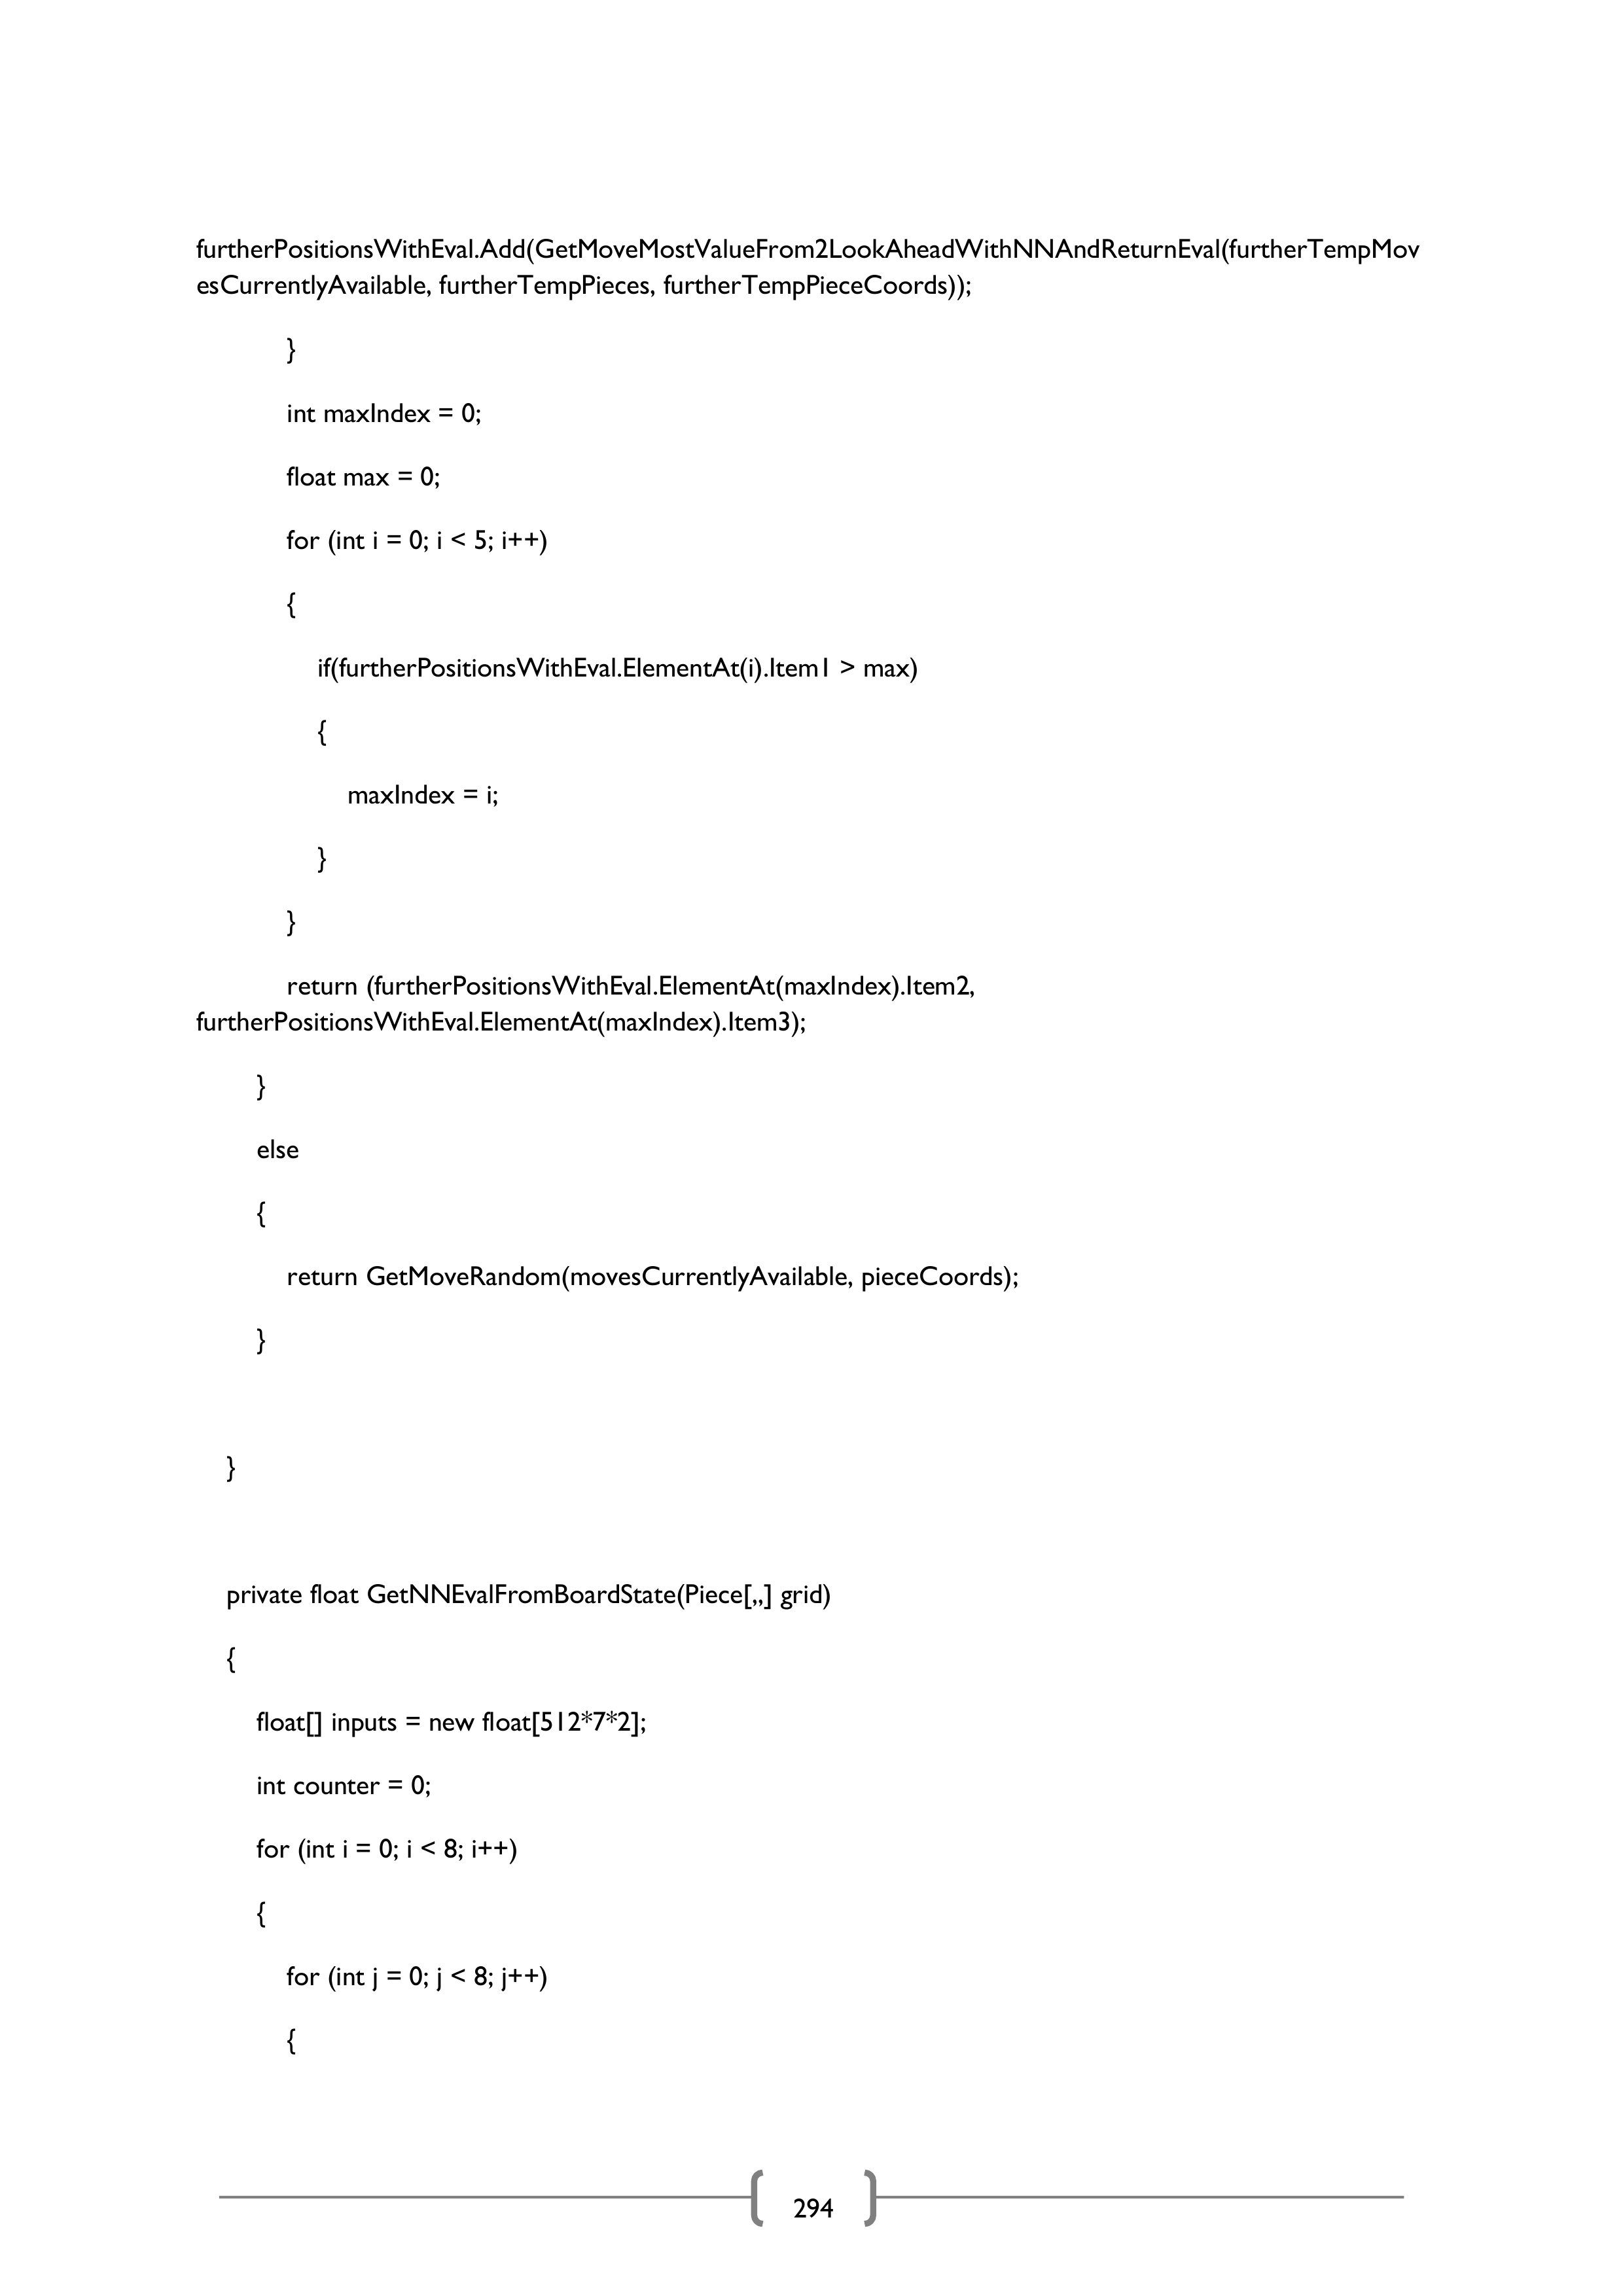 furtherPositionsWithEval.Add(GetMoveMostValueFrom2LookAheadWithNNAndReturnEval(furtherTempMov
esCurrentlyAvailable, furtherTempPieces, furtherTempPieceCoords));
}
int maxIndex = 0;
float max = 0;
for (int i = 0; i < 5; i++)
{
if(furtherPositionsWithEval.ElementAt(i).Item1 > max)
{
maxIndex = i;
}
}
return (furtherPositionsWithEval.ElementAt(maxIndex).Item2,
furtherPositionsWithEval.ElementAt(maxIndex).Item3);
}
else
{
return GetMoveRandom(movesCurrentlyAvailable, pieceCoords);
}
}
private float GetNNEvalFromBoardState(Piece[,,] grid)
{
float[] inputs = new float[512*7*2];
int counter = 0;
for (int i = 0; i < 8; i++)
{
for (int j = 0; j < 8; j++)
{
294